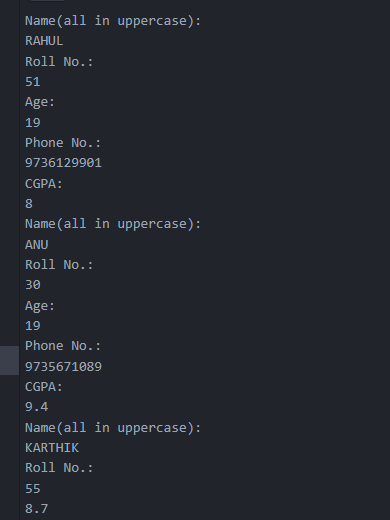 Name(all in uppercase):
RAHUL
Roll No.:
51
Age:
19
Phone No.:
9736129901
CGPA:
8
Name(all in uppercase):
ANU
Roll No.:
30
Age:
19
Phone No.:
9735671089
CGPA:
9.4
Name(all in uppercase):
KARTHIK
Roll No.:
55
8.7